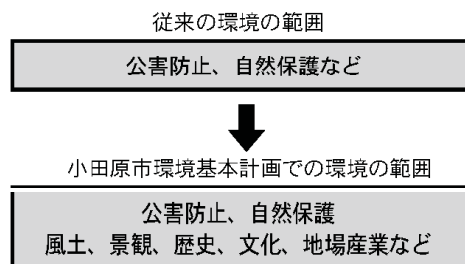 従来の環境の範囲
公害防止、自然保護など
小田原市環境基本計画での環境の範囲
公害防止、自然保護
風土、景観、歴史、文化、地場産業など